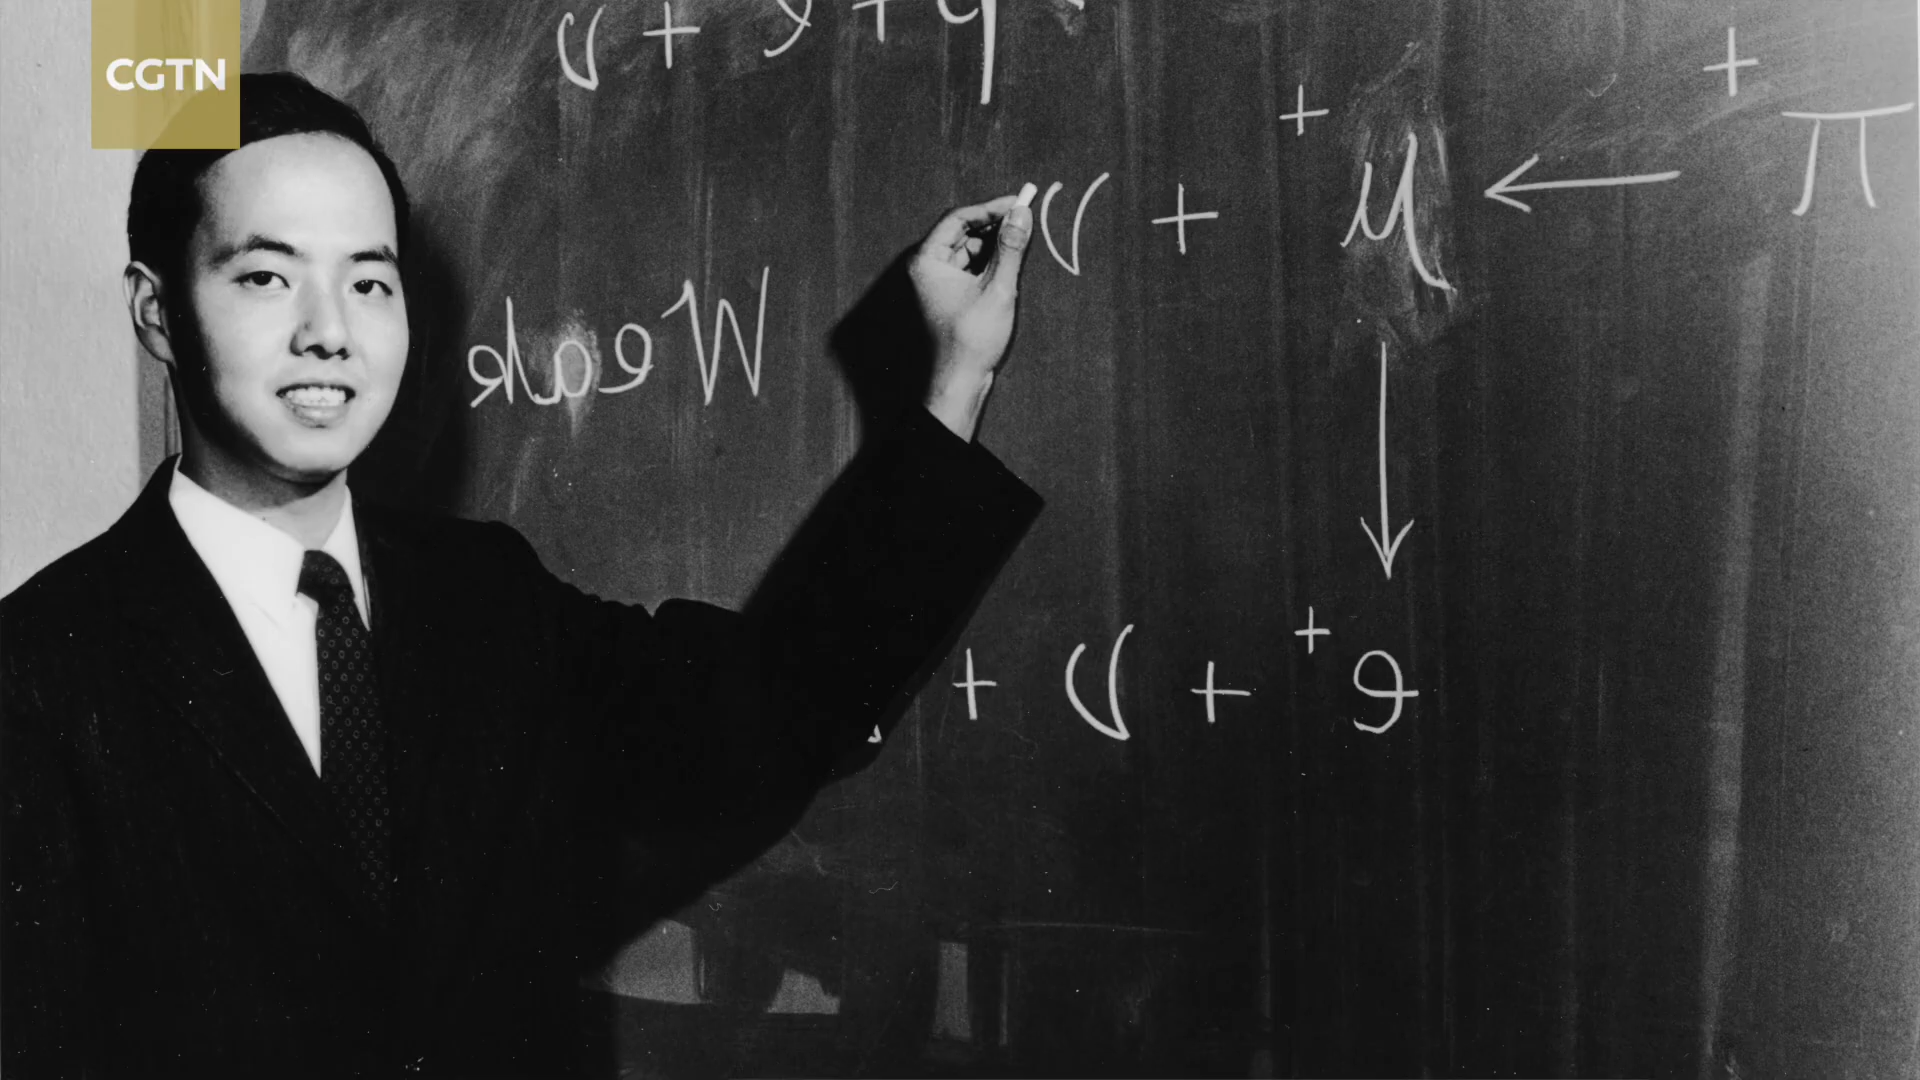 CGTN
+ ν
π⁺ → μ⁺ + ν
Weak
↓
e⁺ + ν +